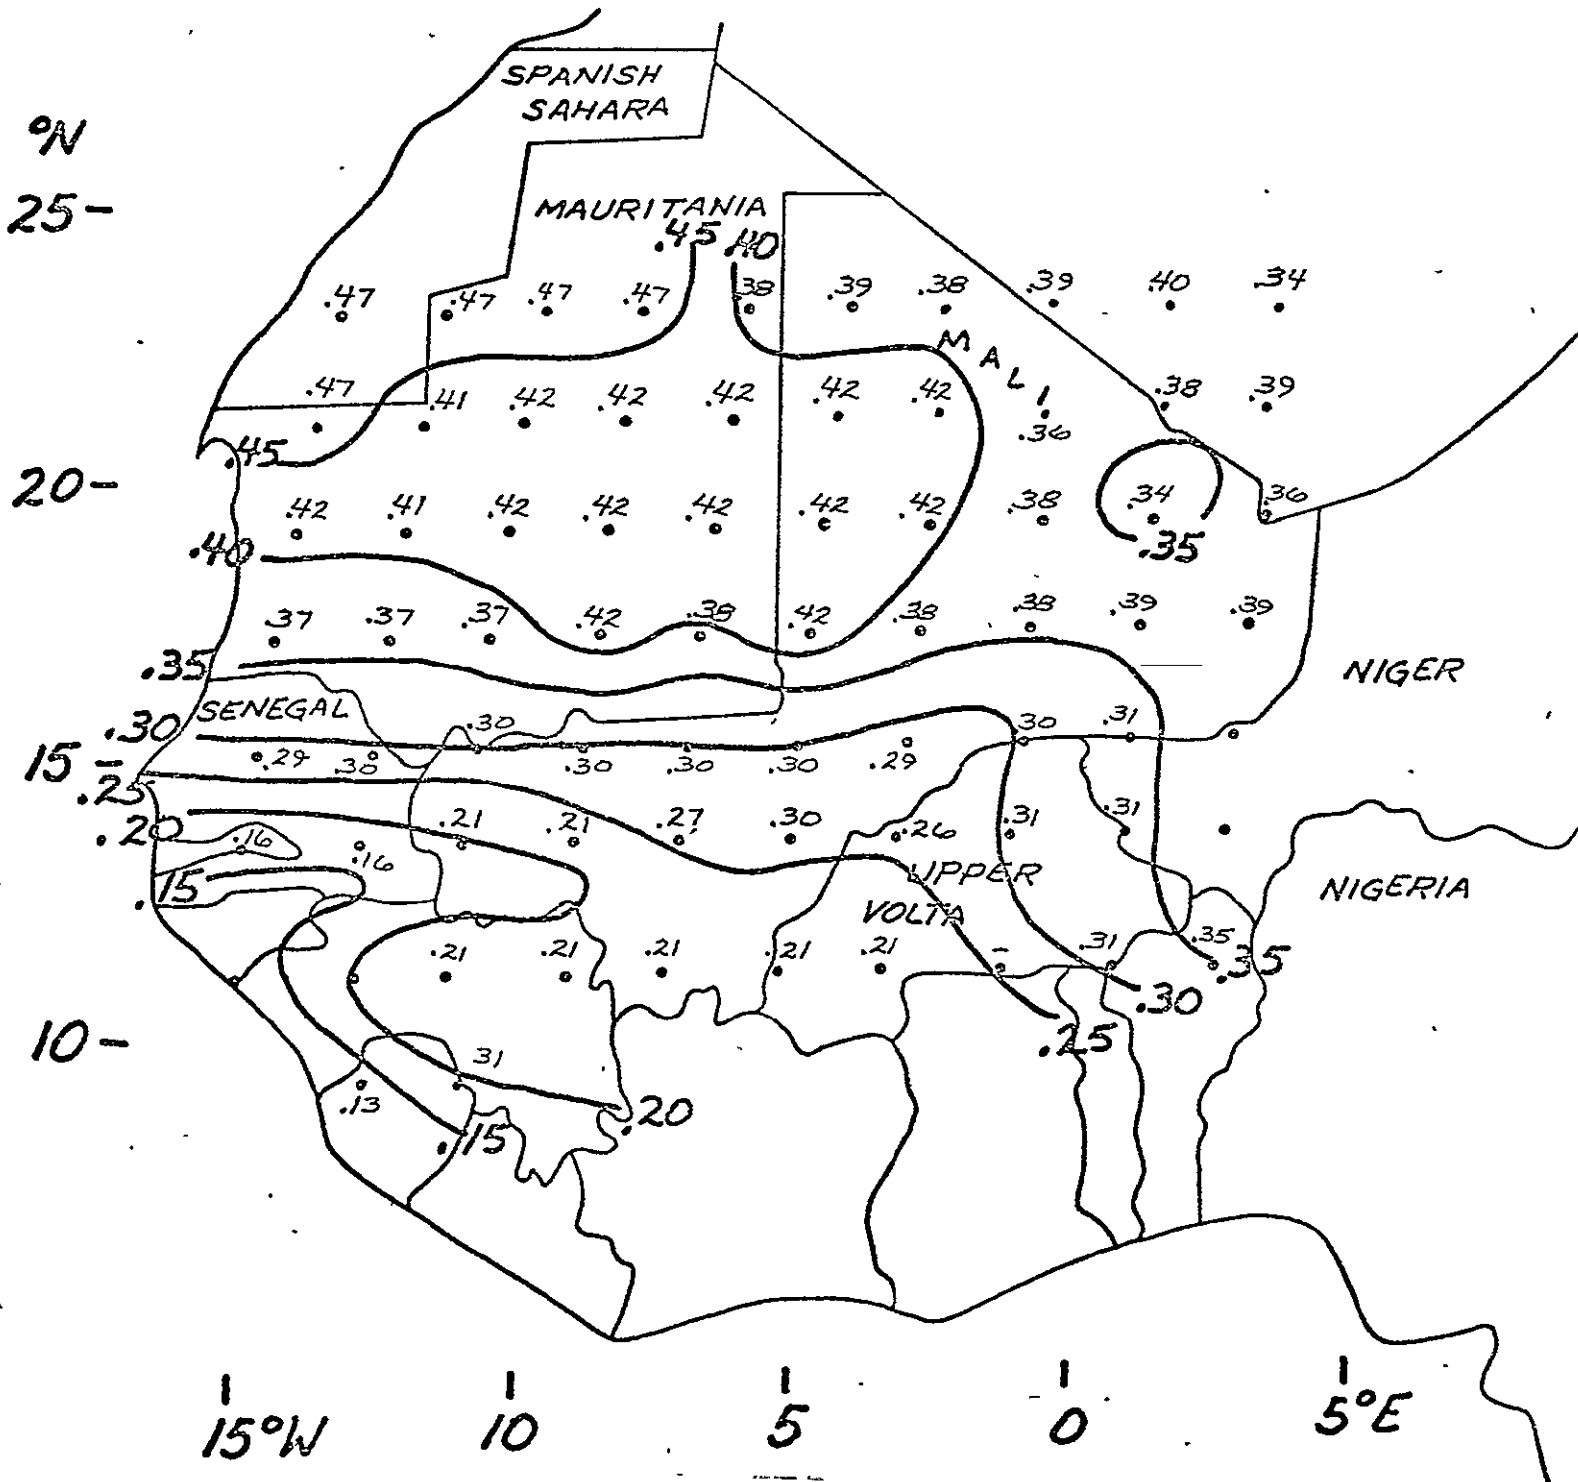 SPANISH
SAHARA
°N
25-
MAURITANIA
.45 .40
.47 .47 .47 .47 .38 .39 .38 .39 .40 .34
MALI
.47 .41 .42 .42 .42 .42 .42 .36 .38 .39
.45
20-
.42 .41 .42 .42 .42 .42 .42 .38 .34 .36
.40
.35
.37 .37 .37 .42 .38 .42 .38 .38 .39 .39
.35
NIGER
SENEGAL
.30
.30 .30 .31
15-
.29 .30 .30 .30 .30 .29
.25
.20
.16 .16 .21 .21 .27 .30 .26 .31 .31
UPPER
VOLTA
NIGERIA
.15
.21 .21 .21 .21 .21 - .31 .35
.35
.30
10-
.25
.31
.13
.20
.15
15°W 10 5 0 5°E